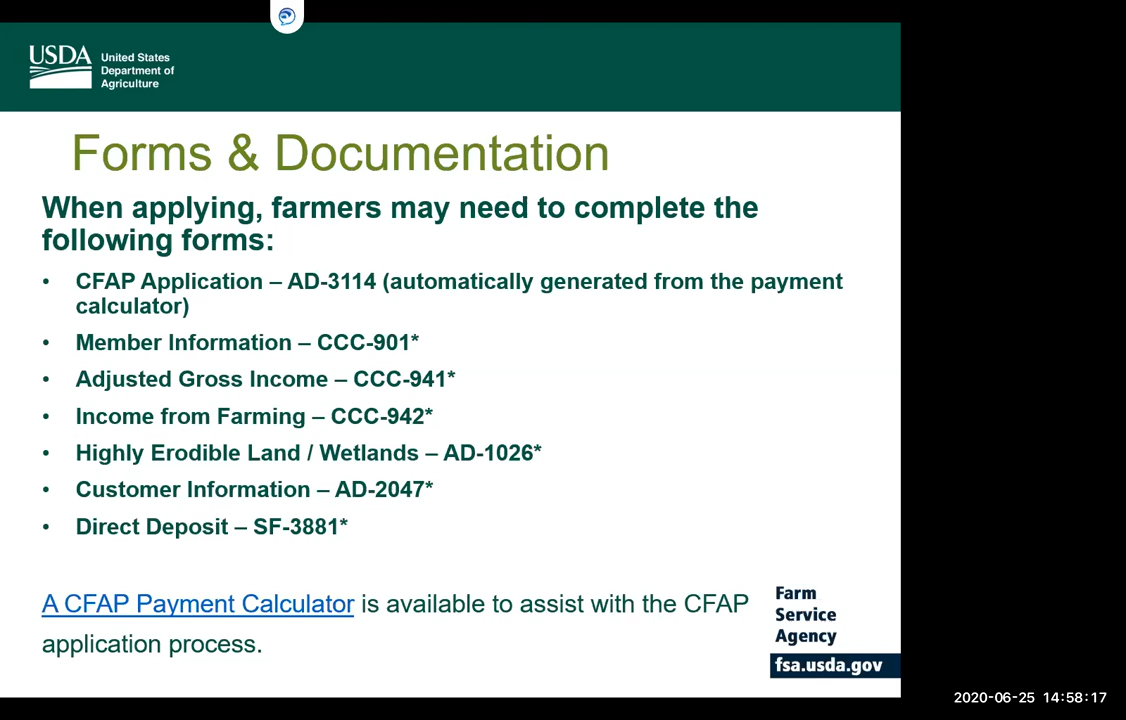 USDA
United States
Department of
Agriculture
Forms & Documentation
When applying, farmers may need to complete the
following forms:
• CFAP Application – AD-3114 (automatically generated from the payment
calculator)
• Member Information – CCC-901*
• Adjusted Gross Income – CCC-941*
• Income from Farming – CCC-942*
• Highly Erodible Land / Wetlands – AD-1026*
• Customer Information – AD-2047*
• Direct Deposit – SF-3881*
A CFAP Payment Calculator is available to assist with the CFAP
application process.
Farm
Service
Agency
fsa.usda.gov
2020-06-25 14:58:17